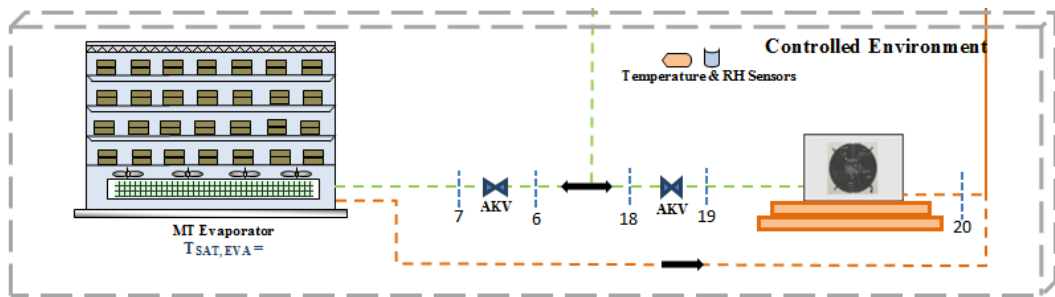 Controlled Environment
Temperature & RH Sensors
7
AKV
6
18
AKV
19
20
MT Evaporator
TSAT, EVA =